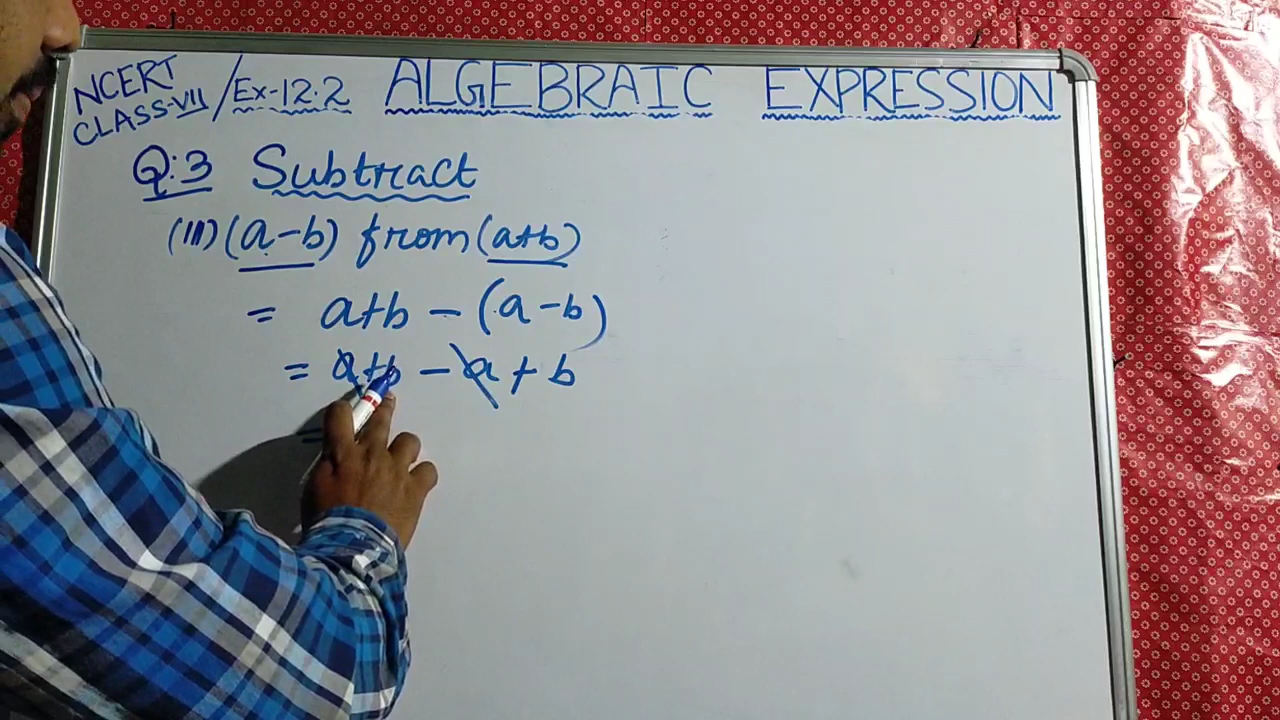 NCERT CLASS-VII / Ex-12.2 ALGEBRAIC EXPRESSION
Q:3 Subtract
(III) (a-b) from (a+b)
= a+b - (a-b)
= a+b - a + b
=